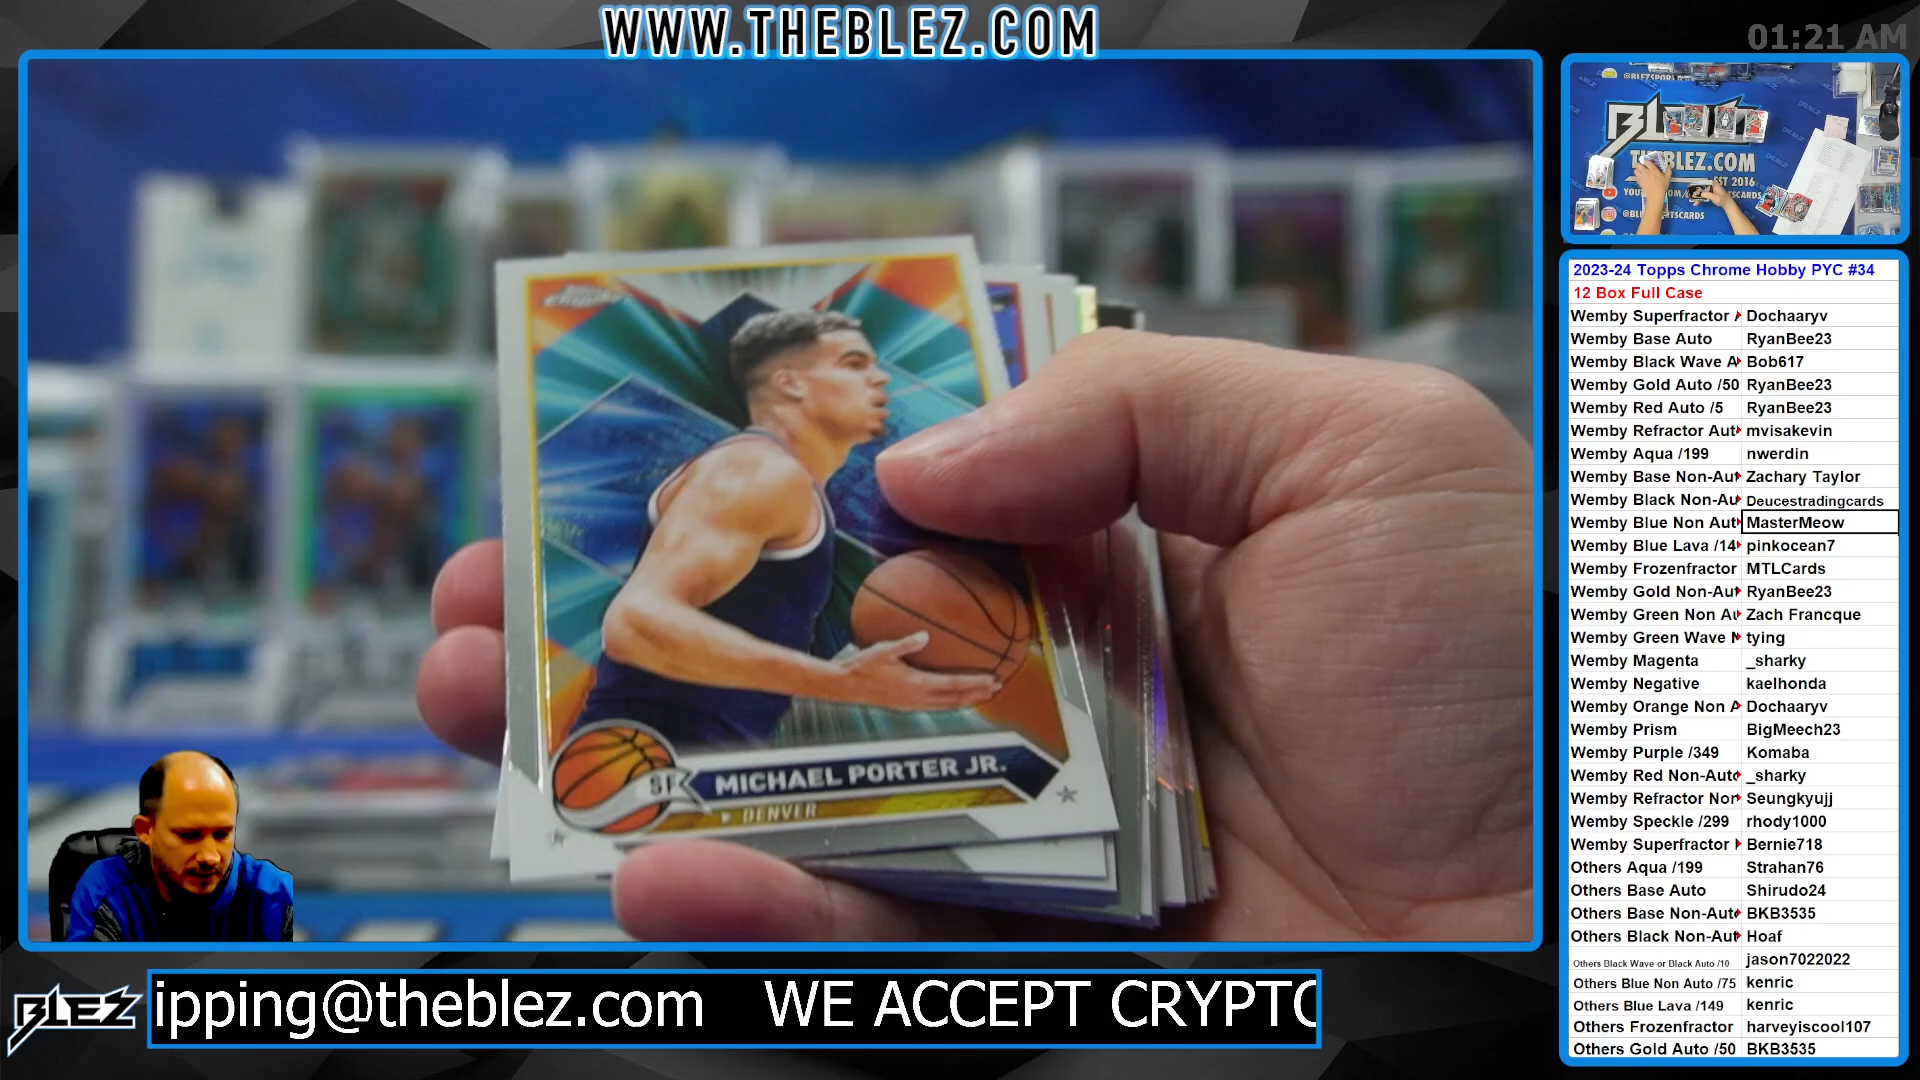 WWW.THEBLEZ.COM
01:21 AM
THEBLEZ.COM
EST 2016
MICHAEL PORTER JR.
DENVER
BLEZ
ipping@theblez.com WE ACCEPT CRYPTO
2023-24 Topps Chrome Hobby PYC #34
12 Box Full Case
Wemby Superfractor A Dochaaryv
Wemby Base Auto RyanBee23
Wemby Black Wave A Bob617
Wemby Gold Auto /50 RyanBee23
Wemby Red Auto /5 RyanBee23
Wemby Refractor Aut mvisakevin
Wemby Aqua /199 nwerdin
Wemby Base Non-Aut Zachary Taylor
Wemby Black Non-Au Deucestradingcards
Wemby Blue Non Aut MasterMeow
Wemby Blue Lava /14 pinkocean7
Wemby Frozenfractor MTLCards
Wemby Gold Non-Aut RyanBee23
Wemby Green Non Au Zach Francque
Wemby Green Wave N tying
Wemby Magenta _sharky
Wemby Negative kaelhonda
Wemby Orange Non A Dochaaryv
Wemby Prism BigMeech23
Wemby Purple /349 Komaba
Wemby Red Non-Auto _sharky
Wemby Refractor Non Seungkyujj
Wemby Speckle /299 rhody1000
Wemby Superfractor Bernie718
Others Aqua /199 Strahan76
Others Base Auto Shirudo24
Others Base Non-Auto BKB3535
Others Black Non-Aut Hoaf
Others Black Wave or Black Auto /10 jason7022022
Others Blue Non Auto /75 kenric
Others Blue Lava /149 kenric
Others Frozenfractor harveyiscool107
Others Gold Auto /50 BKB3535